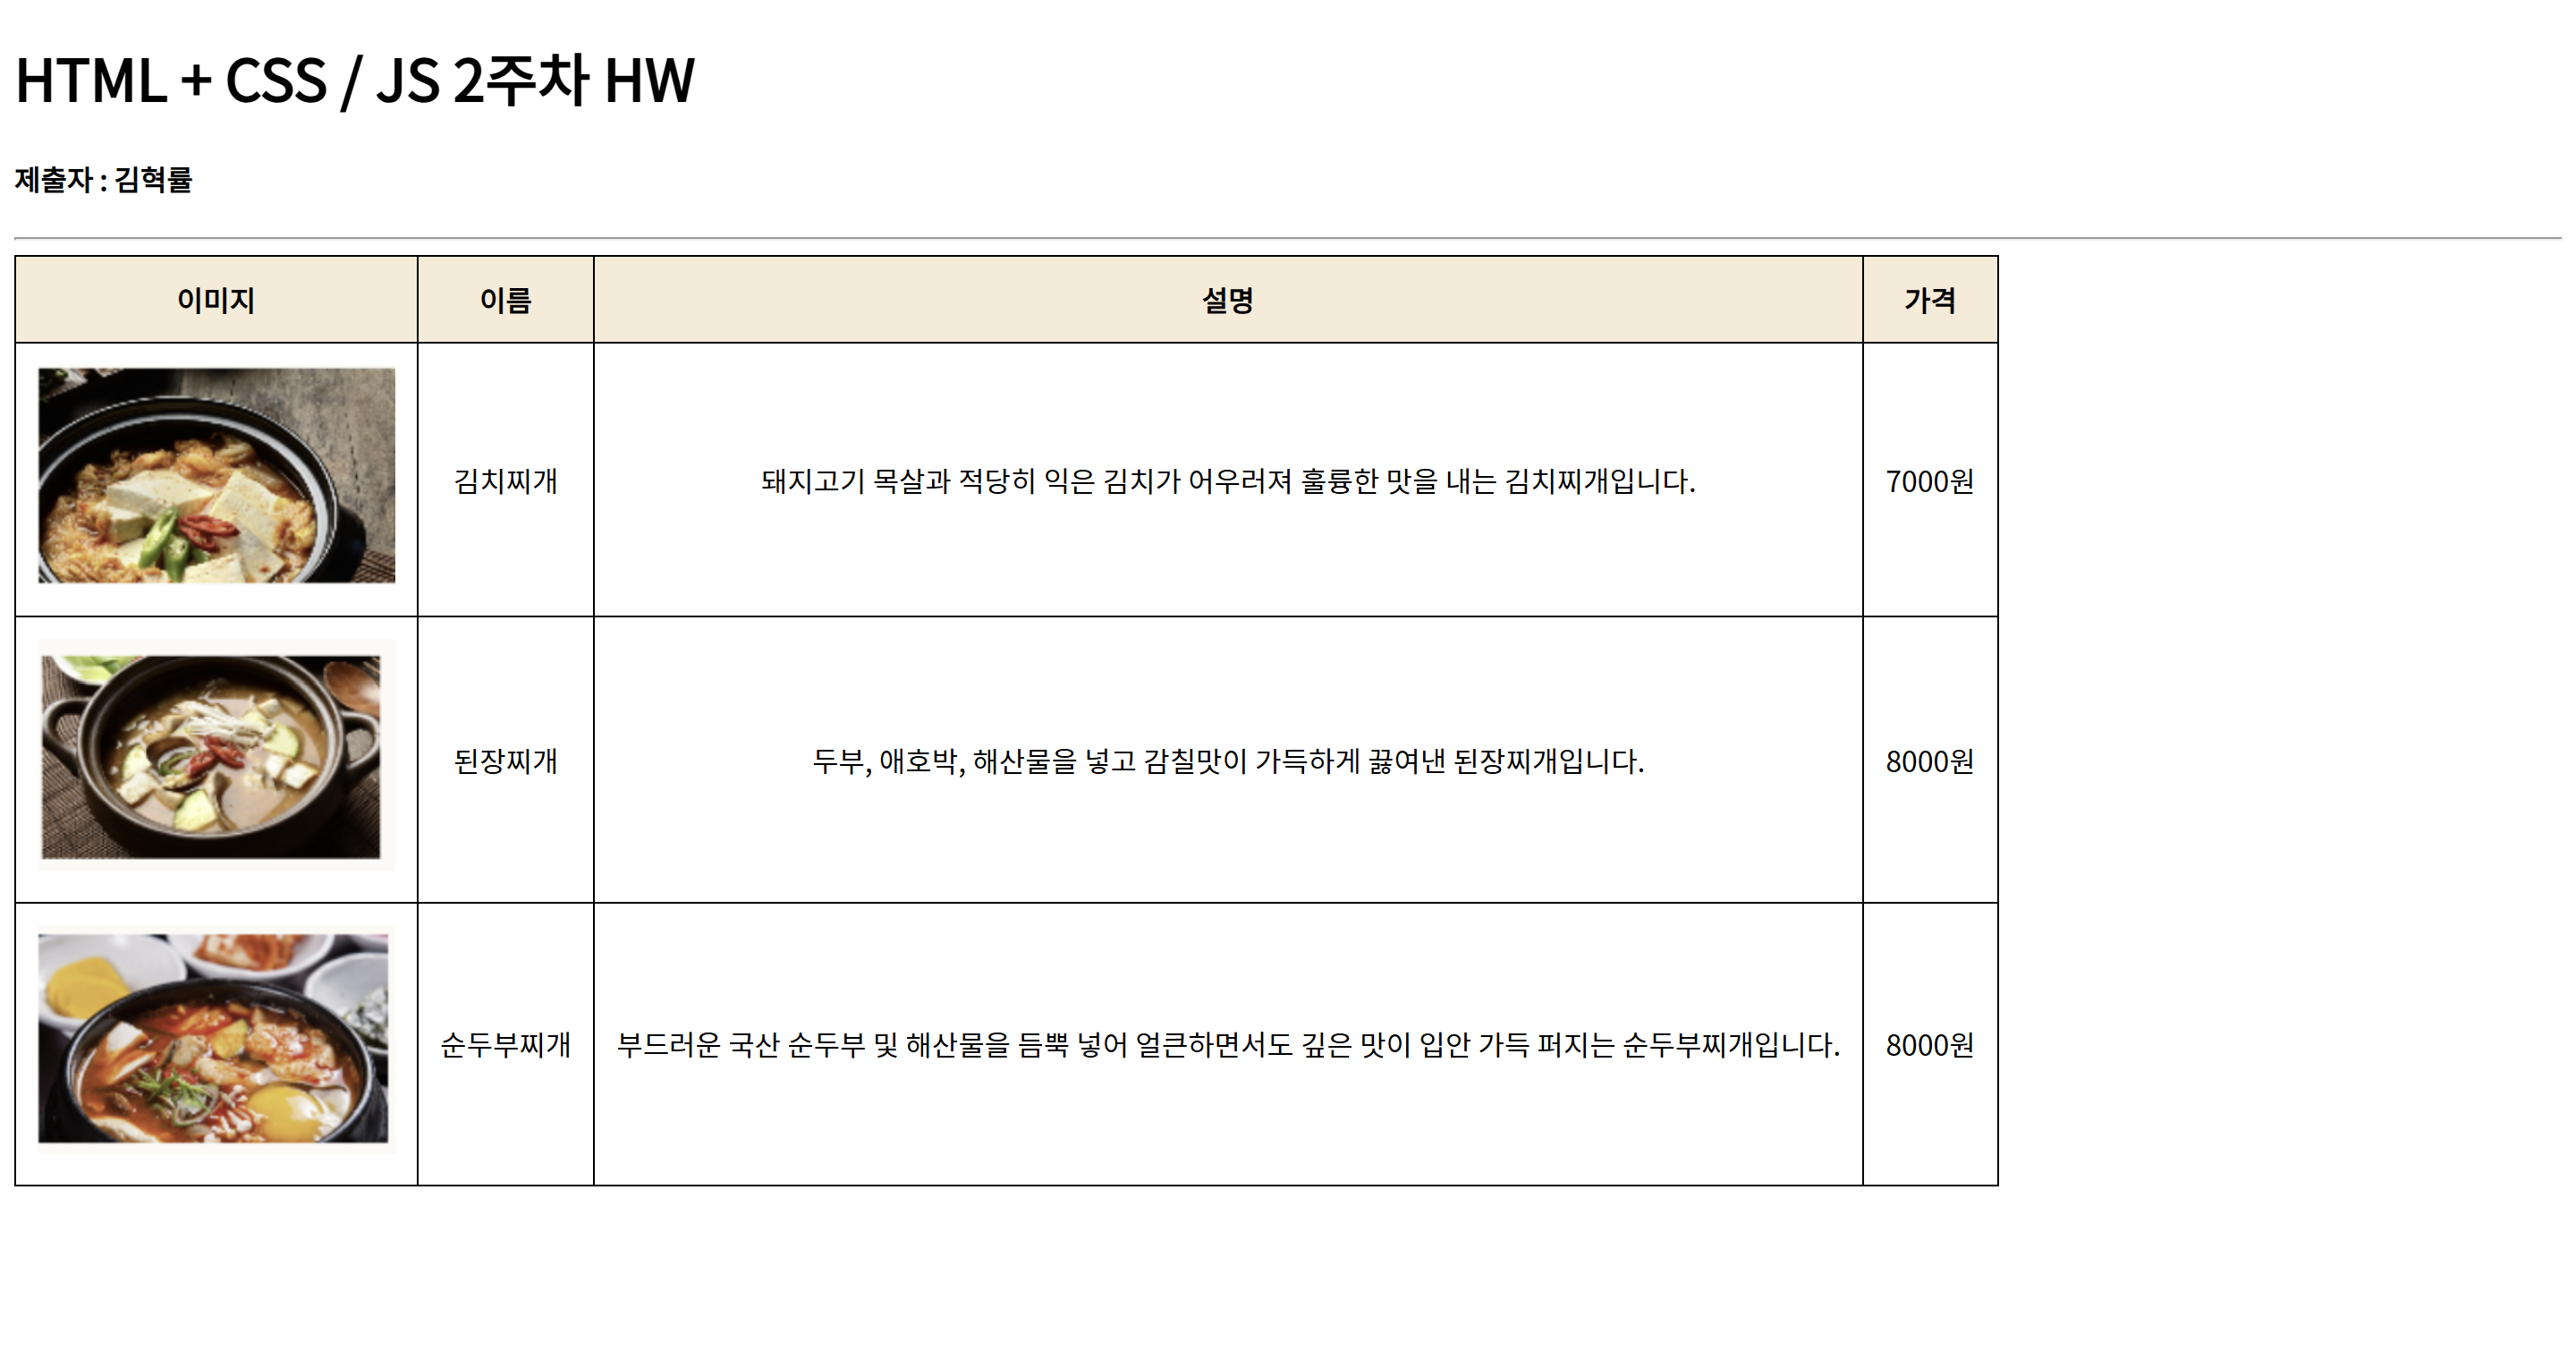 HTML + CSS / JS 2주차 HW
제출자 : 김혁률
이미지 이름 설명 가격
김치찌개 돼지고기 목살과 적당히 익은 김치가 어우러져 훌륭한 맛을 내는 김치찌개입니다. 7000원
된장찌개 두부, 애호박, 해산물을 넣고 감칠맛이 가득하게 끓여낸 된장찌개입니다. 8000원
순두부찌개 부드러운 국산 순두부 및 해산물을 듬뿍 넣어 얼큰하면서도 깊은 맛이 입안 가득 퍼지는 순두부찌개입니다. 8000원